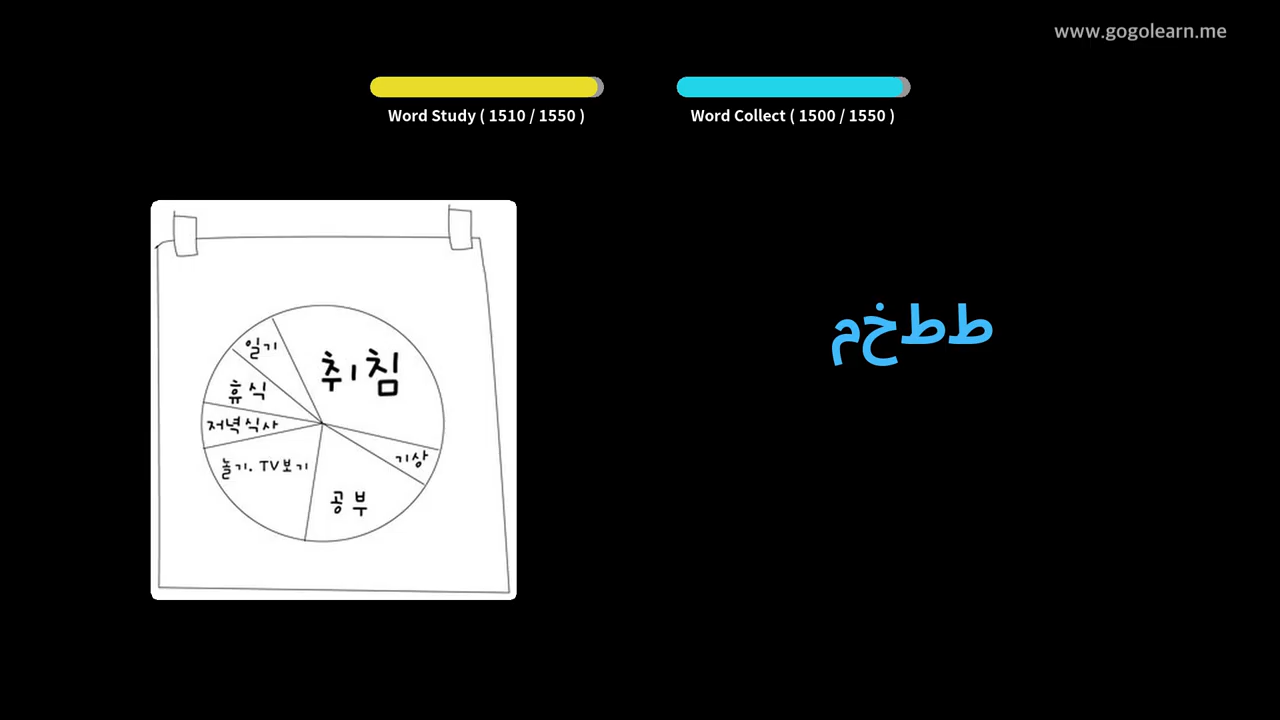 www.gogolearn.me
Word Study ( 1510 / 1550 )
Word Collect ( 1500 / 1550 )
ططخم
일기
취침
휴식
저녁식사
놀기. TV보기
기상
공부